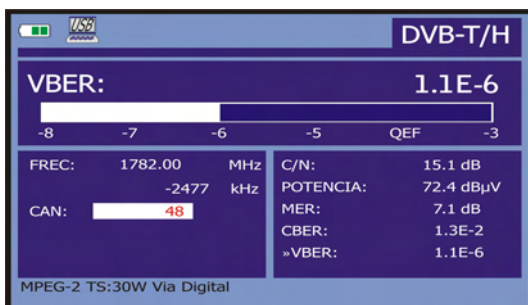 USB
DVB-T/H
VBER: 1.1E-6
-8 -7 -6 -5 QEF -3
FREC: 1782.00 MHz
-2477 kHz
CAN: 48
C/N: 15.1 dB
POTENCIA: 72.4 dBµV
MER: 7.1 dB
CBER: 1.3E-2
»VBER: 1.1E-6
MPEG-2 TS:30W Via Digital